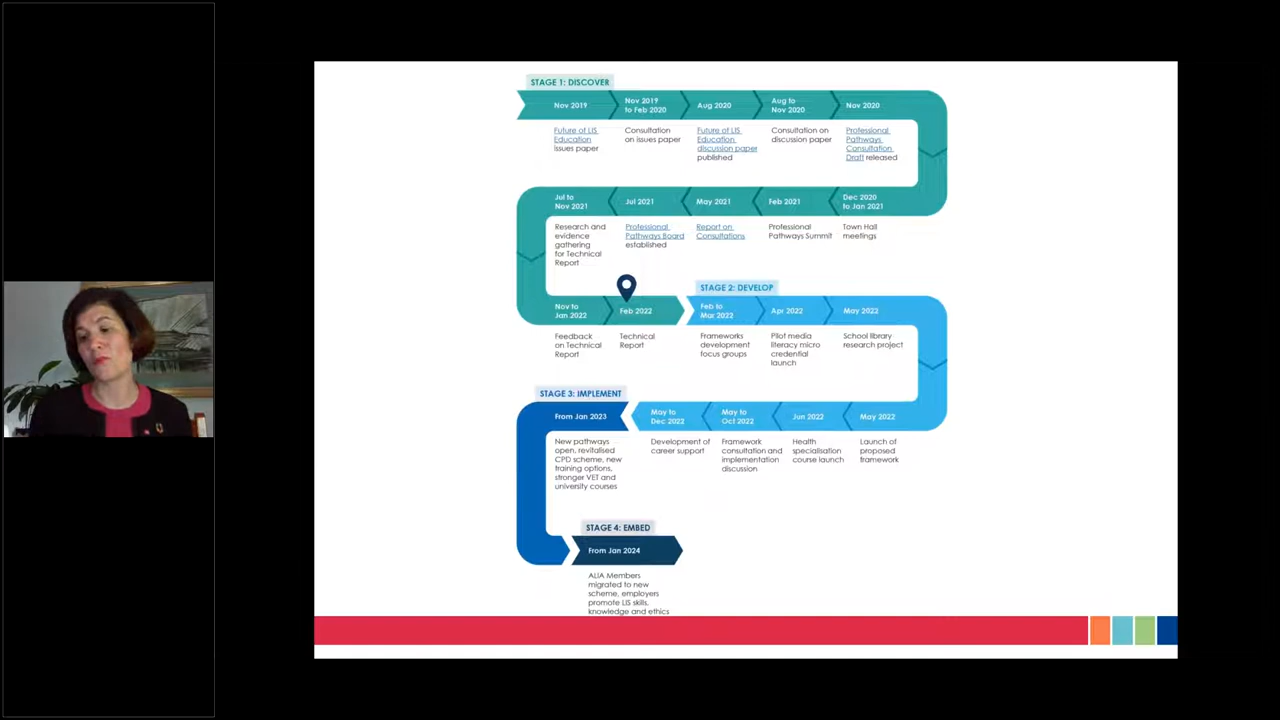 STAGE 1: DISCOVER
Nov 2019
Nov 2019
to Feb 2020
Aug 2020
Aug to
Nov 2020
Nov 2020
Future of LIS
Education
issues paper
Consultation
on issues paper
Future of LIS
Education
discussion paper
published
Consultation on
discussion paper
Professional
Pathways
Consultation
Draft released
Jul to
Nov 2021
Jul 2021
May 2021
Feb 2021
Dec 2020
to Jan 2021
Research and
evidence
gathering
for Technical
Report
Professional
Pathways Board
established
Report on
Consultations
Professional
Pathways Summit
Town Hall
meetings
STAGE 2: DEVELOP
Nov to
Jan 2022
Feb 2022
Feb to
Mar 2022
Apr 2022
May 2022
Feedback
on Technical
Report
Technical
Report
Frameworks
development
focus groups
Pilot media
literacy micro
credential
launch
School library
research project
STAGE 3: IMPLEMENT
From Jan 2023
May to
Dec 2022
May to
Oct 2022
Jun 2022
May 2022
New pathways
open, revitalised
CPD scheme, new
training options,
stronger VET and
university courses
Development of
career support
Framework
consultation and
implementation
discussion
Health
specialisation
course launch
Launch of
proposed
framework
STAGE 4: EMBED
From Jan 2024
ALIA Members
migrated to new
scheme, employers
promote LIS skills,
knowledge and ethics